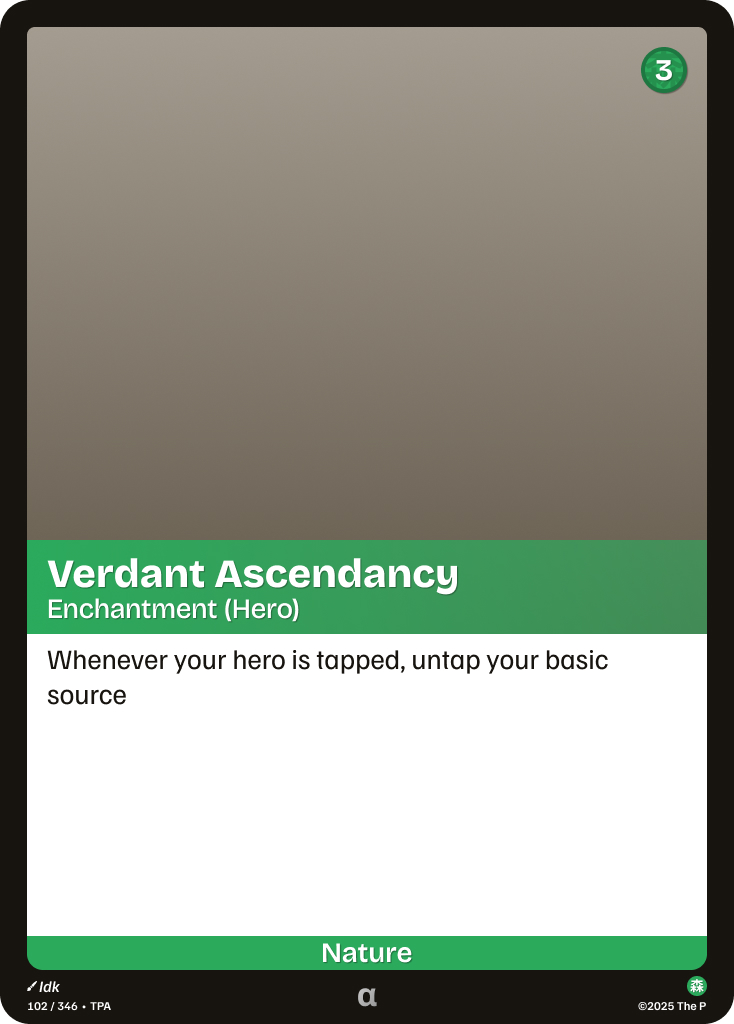 3
Verdant Ascendancy
Enchantment (Hero)
Whenever your hero is tapped, untap your basic
source
Nature
Idk
102 / 346 • TPA
α
森
©2025 The P